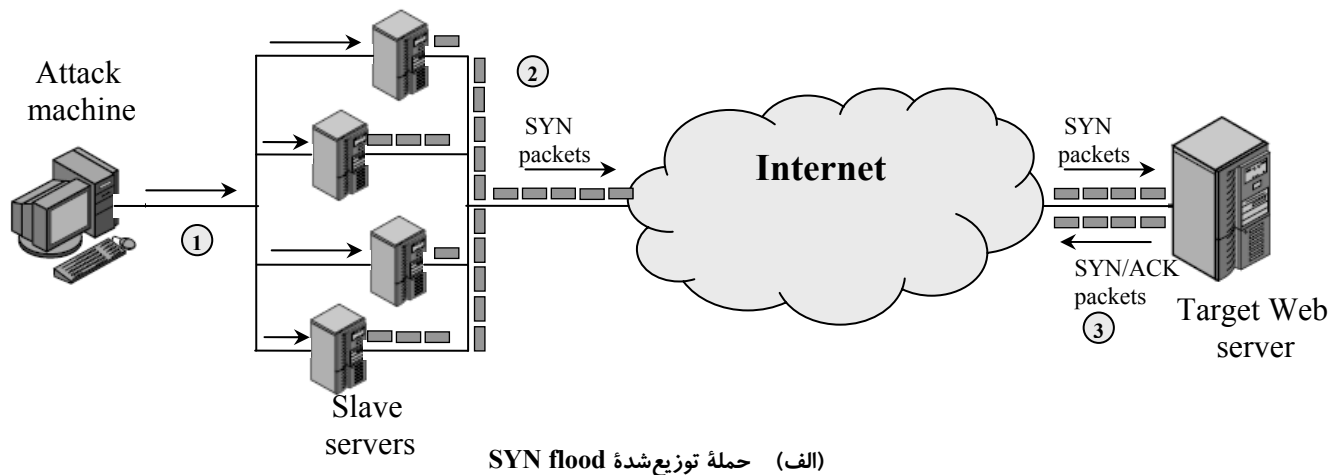 Attack
machine
1
2
SYN
packets
Internet
SYN
packets
SYN/ACK
packets
3
Target Web
server
Slave
servers
(الف) حملهٔ توزیع‌شدهٔ SYN flood